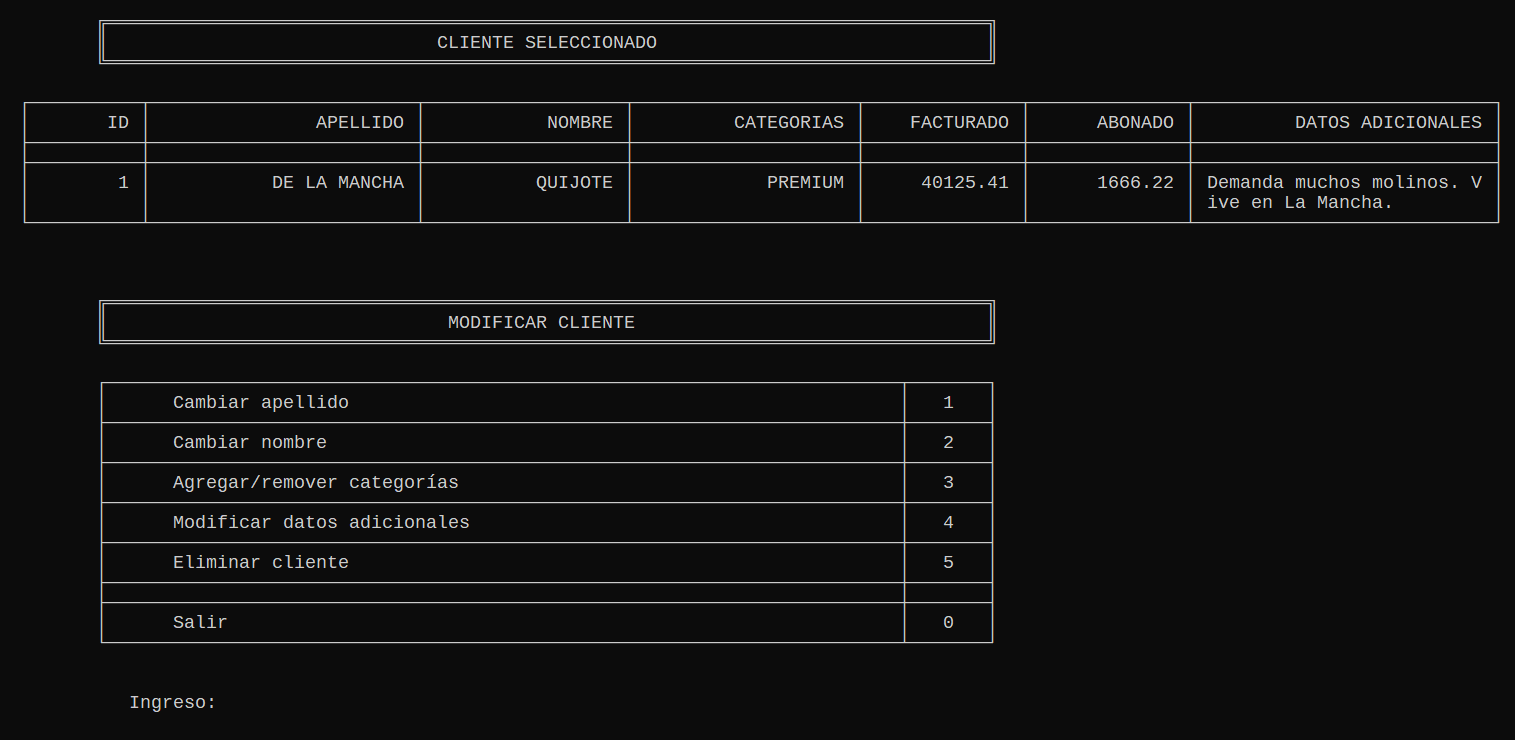 CLIENTE SELECCIONADO
ID APELLIDO NOMBRE CATEGORIAS FACTURADO ABONADO DATOS ADICIONALES
1 DE LA MANCHA QUIJOTE PREMIUM 40125.41 1666.22 Demanda muchos molinos. V
ive en La Mancha.
MODIFICAR CLIENTE
Cambiar apellido 1
Cambiar nombre 2
Agregar/remover categorías 3
Modificar datos adicionales 4
Eliminar cliente 5
Salir 0
Ingreso: